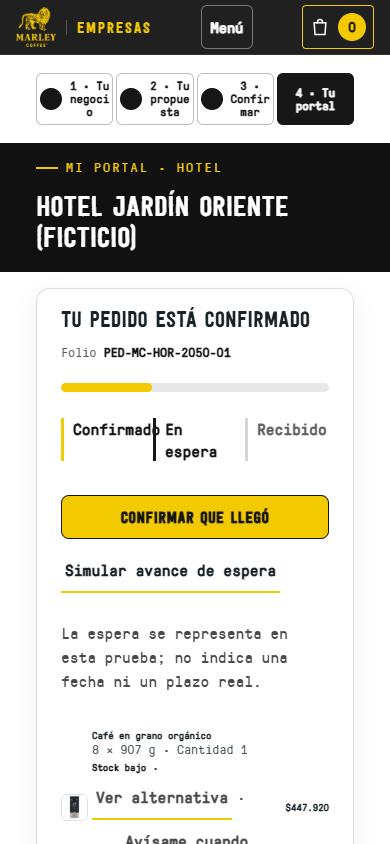 MARLEY
COFFEE
EMPRESAS
Menú
0
1 · Tu
negoci
o
2 · Tu
propue
sta
3 ·
Confir
mar
4 · Tu
portal
MI PORTAL · HOTEL
HOTEL JARDÍN ORIENTE
(FICTICIO)
TU PEDIDO ESTÁ CONFIRMADO
Folio PED-MC-HOR-2050-01
Confirmado
En
espera
Recibido
CONFIRMAR QUE LLEGÓ
Simular avance de espera
La espera se representa en
esta prueba; no indica una
fecha ni un plazo real.
Café en grano orgánico
8 × 907 g · Cantidad 1
Stock bajo ·
Ver alternativa ·
$447.920
Avísame cuando